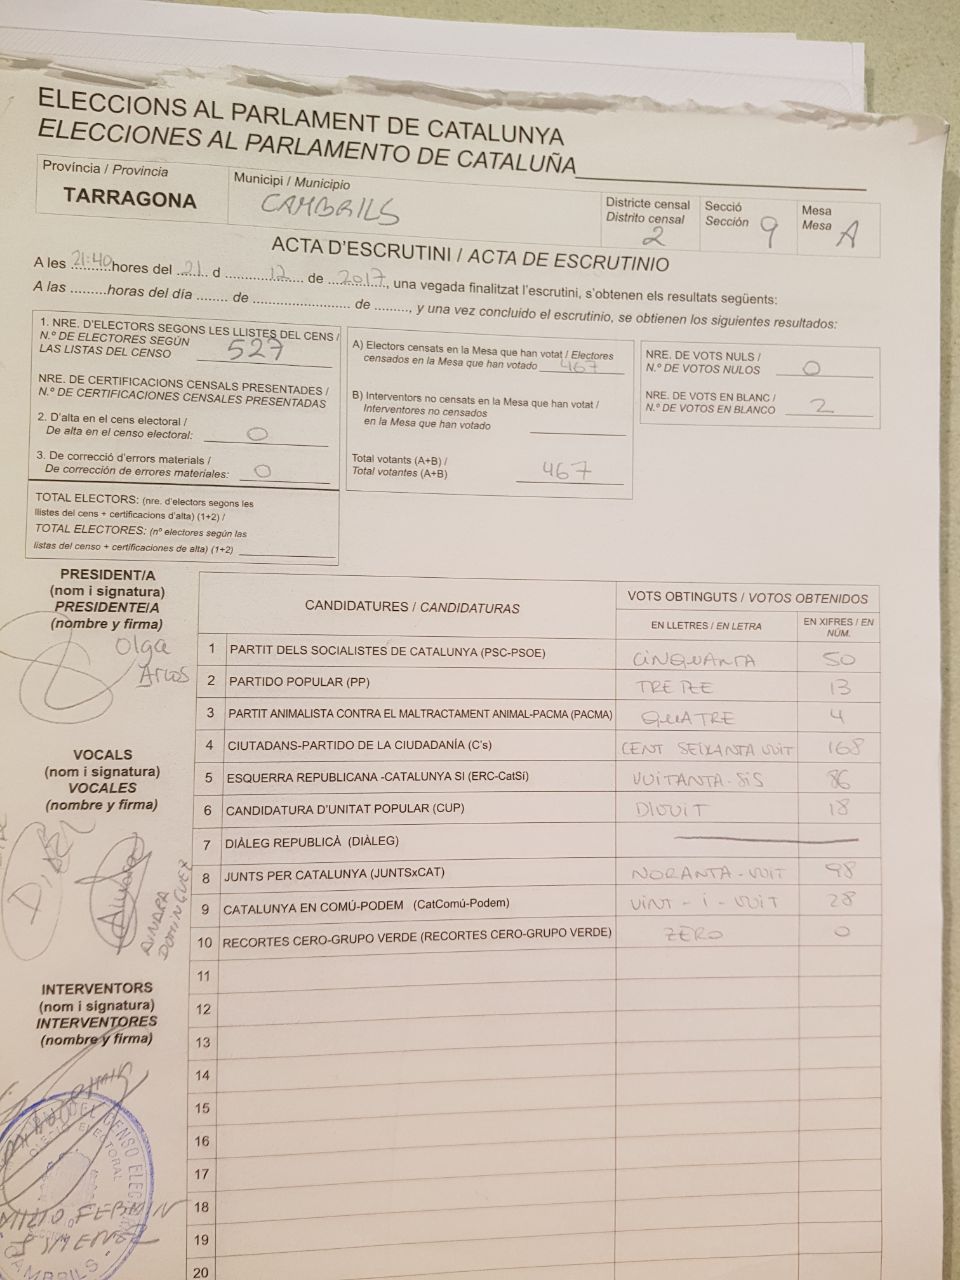 ELECCIONS AL PARLAMENT DE CATALUNYA
ELECCIONES AL PARLAMENTO DE CATALUÑA
Província / Provincia
TARRAGONA
Municipi / Municipio
CAMBRILS
Districte censal
Distrito censal
2
Secció
Sección
9
Mesa
Mesa
A
ACTA D'ESCRUTINI / ACTA DE ESCRUTINIO
A les 21:40 hores del 21 d 12 de 2017, una vegada finalitzat l'escrutini, s'obtenen els resultats següents:
A las .........horas del día ........ de ........................ de ........., y una vez concluido el escrutinio, se obtienen los siguientes resultados:
1. NRE. D'ELECTORS SEGONS LES LLISTES DEL CENS /
N.º DE ELECTORES SEGÚN
LAS LISTAS DEL CENSO 527
NRE. DE CERTIFICACIONS CENSALS PRESENTADES /
N.º DE CERTIFICACIONES CENSALES PRESENTADAS
2. D'alta en el cens electoral /
De alta en el censo electoral: 0
3. De correcció d'errors materials /
De corrección de errores materiales: 0
TOTAL ELECTORS: (nre. d'electors segons les
llistes del cens + certificacions d'alta) (1+2) /
TOTAL ELECTORES: (nº electores según las
listas del censo + certificaciones de alta) (1+2)
A) Electors censats en la Mesa que han votat / Electores
censados en la Mesa que han votado 467
B) Interventors no censats en la Mesa que han votat /
Interventores no censados
en la Mesa que han votado
Total votants (A+B) /
Total votantes (A+B) 467
NRE. DE VOTS NULS /
N.º DE VOTOS NULOS 0
NRE. DE VOTS EN BLANC /
N.º DE VOTOS EN BLANCO 2
PRESIDENT/A
(nom i signatura)
PRESIDENTE/A
(nombre y firma)
Olga
Arcos
VOCALS
(nom i signatura)
VOCALES
(nombre y firma)
Ainara
AINARA
DOMINGUEZ
INTERVENTORS
(nom i signatura)
INTERVENTORES
(nombre y firma)
CAMBRILS
CANDIDATURES / CANDIDATURAS
VOTS OBTINGUTS / VOTOS OBTENIDOS
EN LLETRES / EN LETRA
EN XIFRES / EN NÚM.
1 PARTIT DELS SOCIALISTES DE CATALUNYA (PSC-PSOE) CINQUANTA 50
2 PARTIDO POPULAR (PP) TRETZE 13
3 PARTIT ANIMALISTA CONTRA EL MALTRACTAMENT ANIMAL-PACMA (PACMA) QUATRE 4
4 CIUTADANS-PARTIDO DE LA CIUDADANÍA (C's) CENT SEIXANTA VUIT 168
5 ESQUERRA REPUBLICANA -CATALUNYA SI (ERC-CatSí) VUITANTA-SIS 86
6 CANDIDATURA D'UNITAT POPULAR (CUP) DIVUIT 18
7 DIÀLEG REPUBLICÀ (DIÀLEG)
8 JUNTS PER CATALUNYA (JUNTSxCAT) NORANTA-VUIT 98
9 CATALUNYA EN COMÚ-PODEM (CatComú-Podem) VINT-I-VUIT 28
10 RECORTES CERO-GRUPO VERDE (RECORTES CERO-GRUPO VERDE) ZERO 0
11
12
13
14
15
16
17
18
19
20